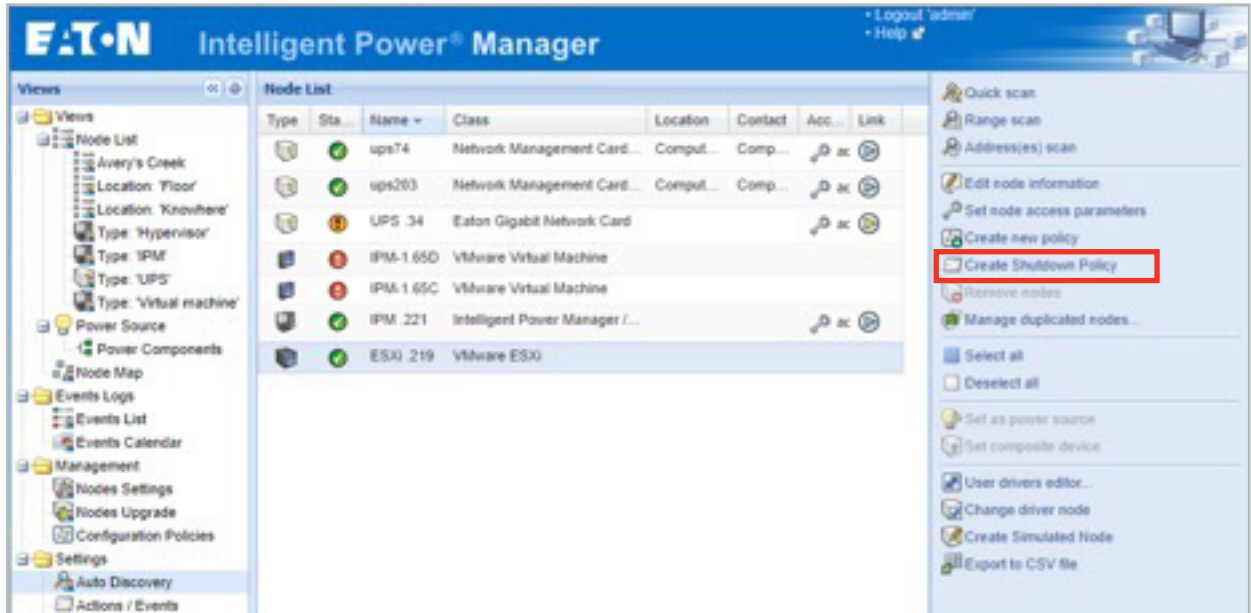 EATON Intelligent Power® Manager
• Logout 'admin'
• Help
Views
Views
Node List
Avery's Creek
Location: 'Floor'
Location: 'Knowhere'
Type: 'Hypervisor'
Type: 'IPM'
Type: 'UPS'
Type: 'Virtual machine'
Power Source
Power Components
Node Map
Events Logs
Events List
Events Calendar
Management
Nodes Settings
Nodes Upgrade
Configuration Policies
Settings
Auto Discovery
Actions / Events
Node List
Type Sta... Name Class Location Contact Acc... Link
ups74 Network Management Card... Comput... Comp... ac
ups203 Network Management Card... Comput... Comp... ac
UPS .34 Eaton Gigabit Network Card ac
IPM-1.65D VMware Virtual Machine
IPM-1.65C VMware Virtual Machine
IPM .221 Intelligent Power Manager /... ac
ESXi .219 VMware ESXi
Quick scan
Range scan
Address(es) scan
Edit node information
Set node access parameters
Create new policy
Create Shutdown Policy
Remove nodes
Manage duplicated nodes...
Select all
Deselect all
Set as power source
Set composite device
User drivers editor...
Change driver node
Create Simulated Node
Export to CSV file